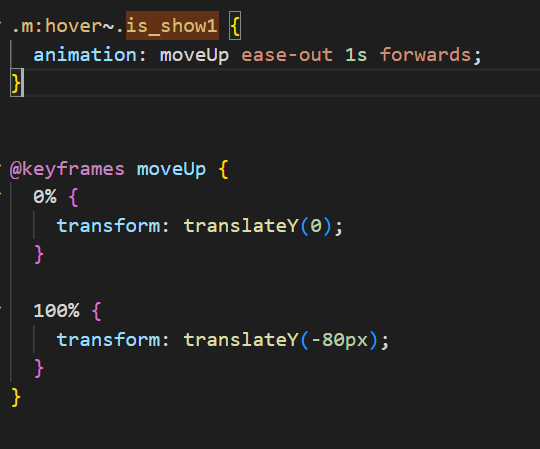 .m:hover~.is_show1 {
animation: moveUp ease-out 1s forwards;
}
@keyframes moveUp {
0% {
transform: translateY(0);
}
100% {
transform: translateY(-80px);
}
}